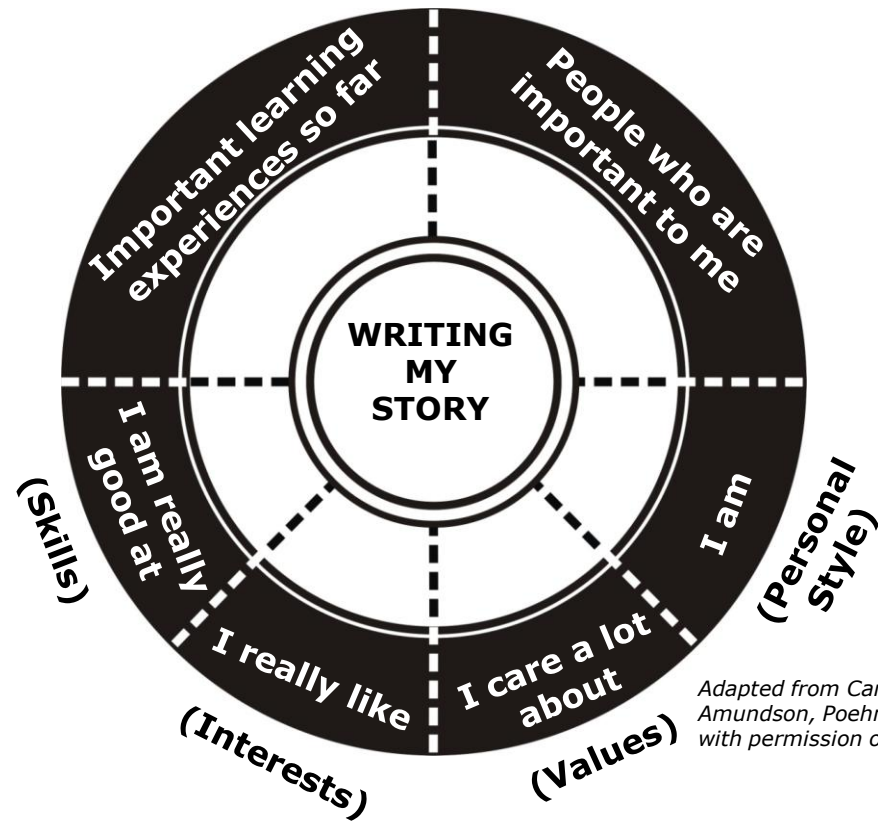 Important learning
experiences so far
People who are
important to me
WRITING
MY
STORY
I am really
good at
(Skills)
I really like
(Interests)
I care a lot
about
(Values)
I am
(Personal
Style)
Adapted from
Amundson,
with permission